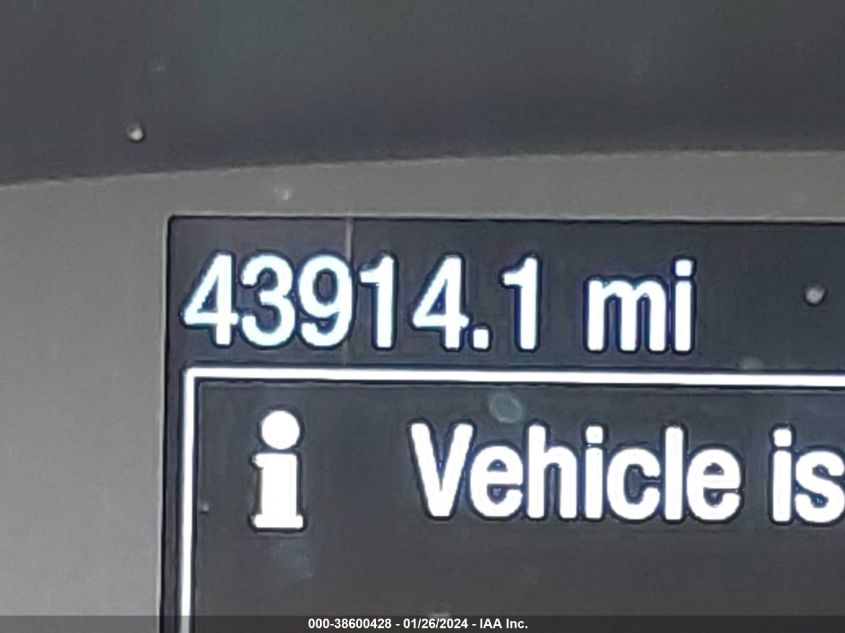 43914.1 mi
i Vehicle is
000-38600428 - 01/26/2024 - IAA Inc.